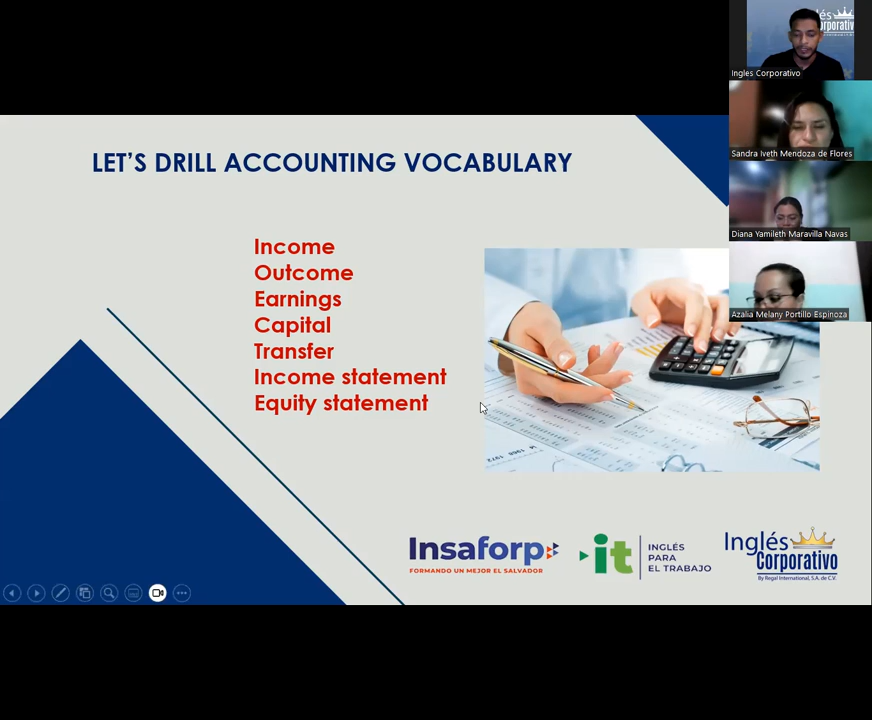 LET'S DRILL ACCOUNTING VOCABULARY
Income
Outcome
Earnings
Capital
Transfer
Income statement
Equity statement
Insaforp
FORMANDO UN MEJOR EL SALVADOR
it
INGLÉS
PARA
EL TRABAJO
Inglés
Corporativo
By Regal International, S.A. de C.V.
Ingles Corporativo
Sandra Iveth Mendoza de Flores
Diana Yamileth Maravilla Navas
Azalia Melany Portillo Espinoza